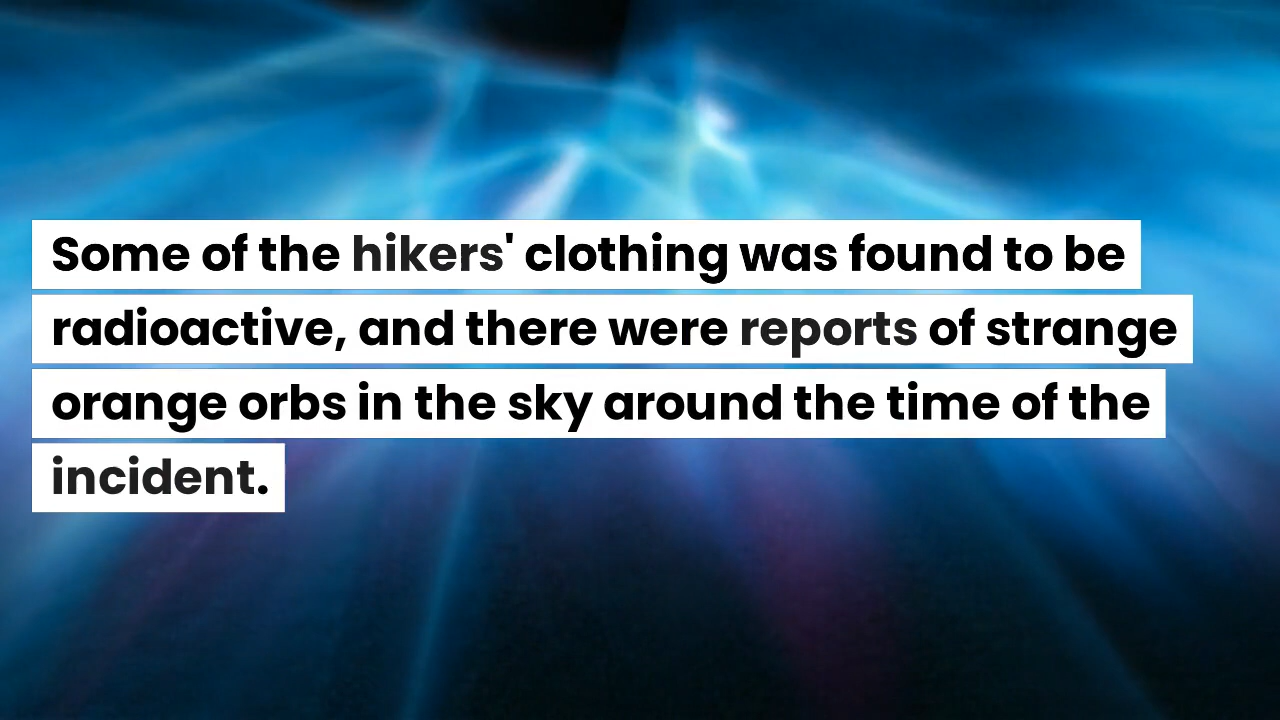 Some of the hikers' clothing was found to be
radioactive, and there were reports of strange
orange orbs in the sky around the time of the
incident.